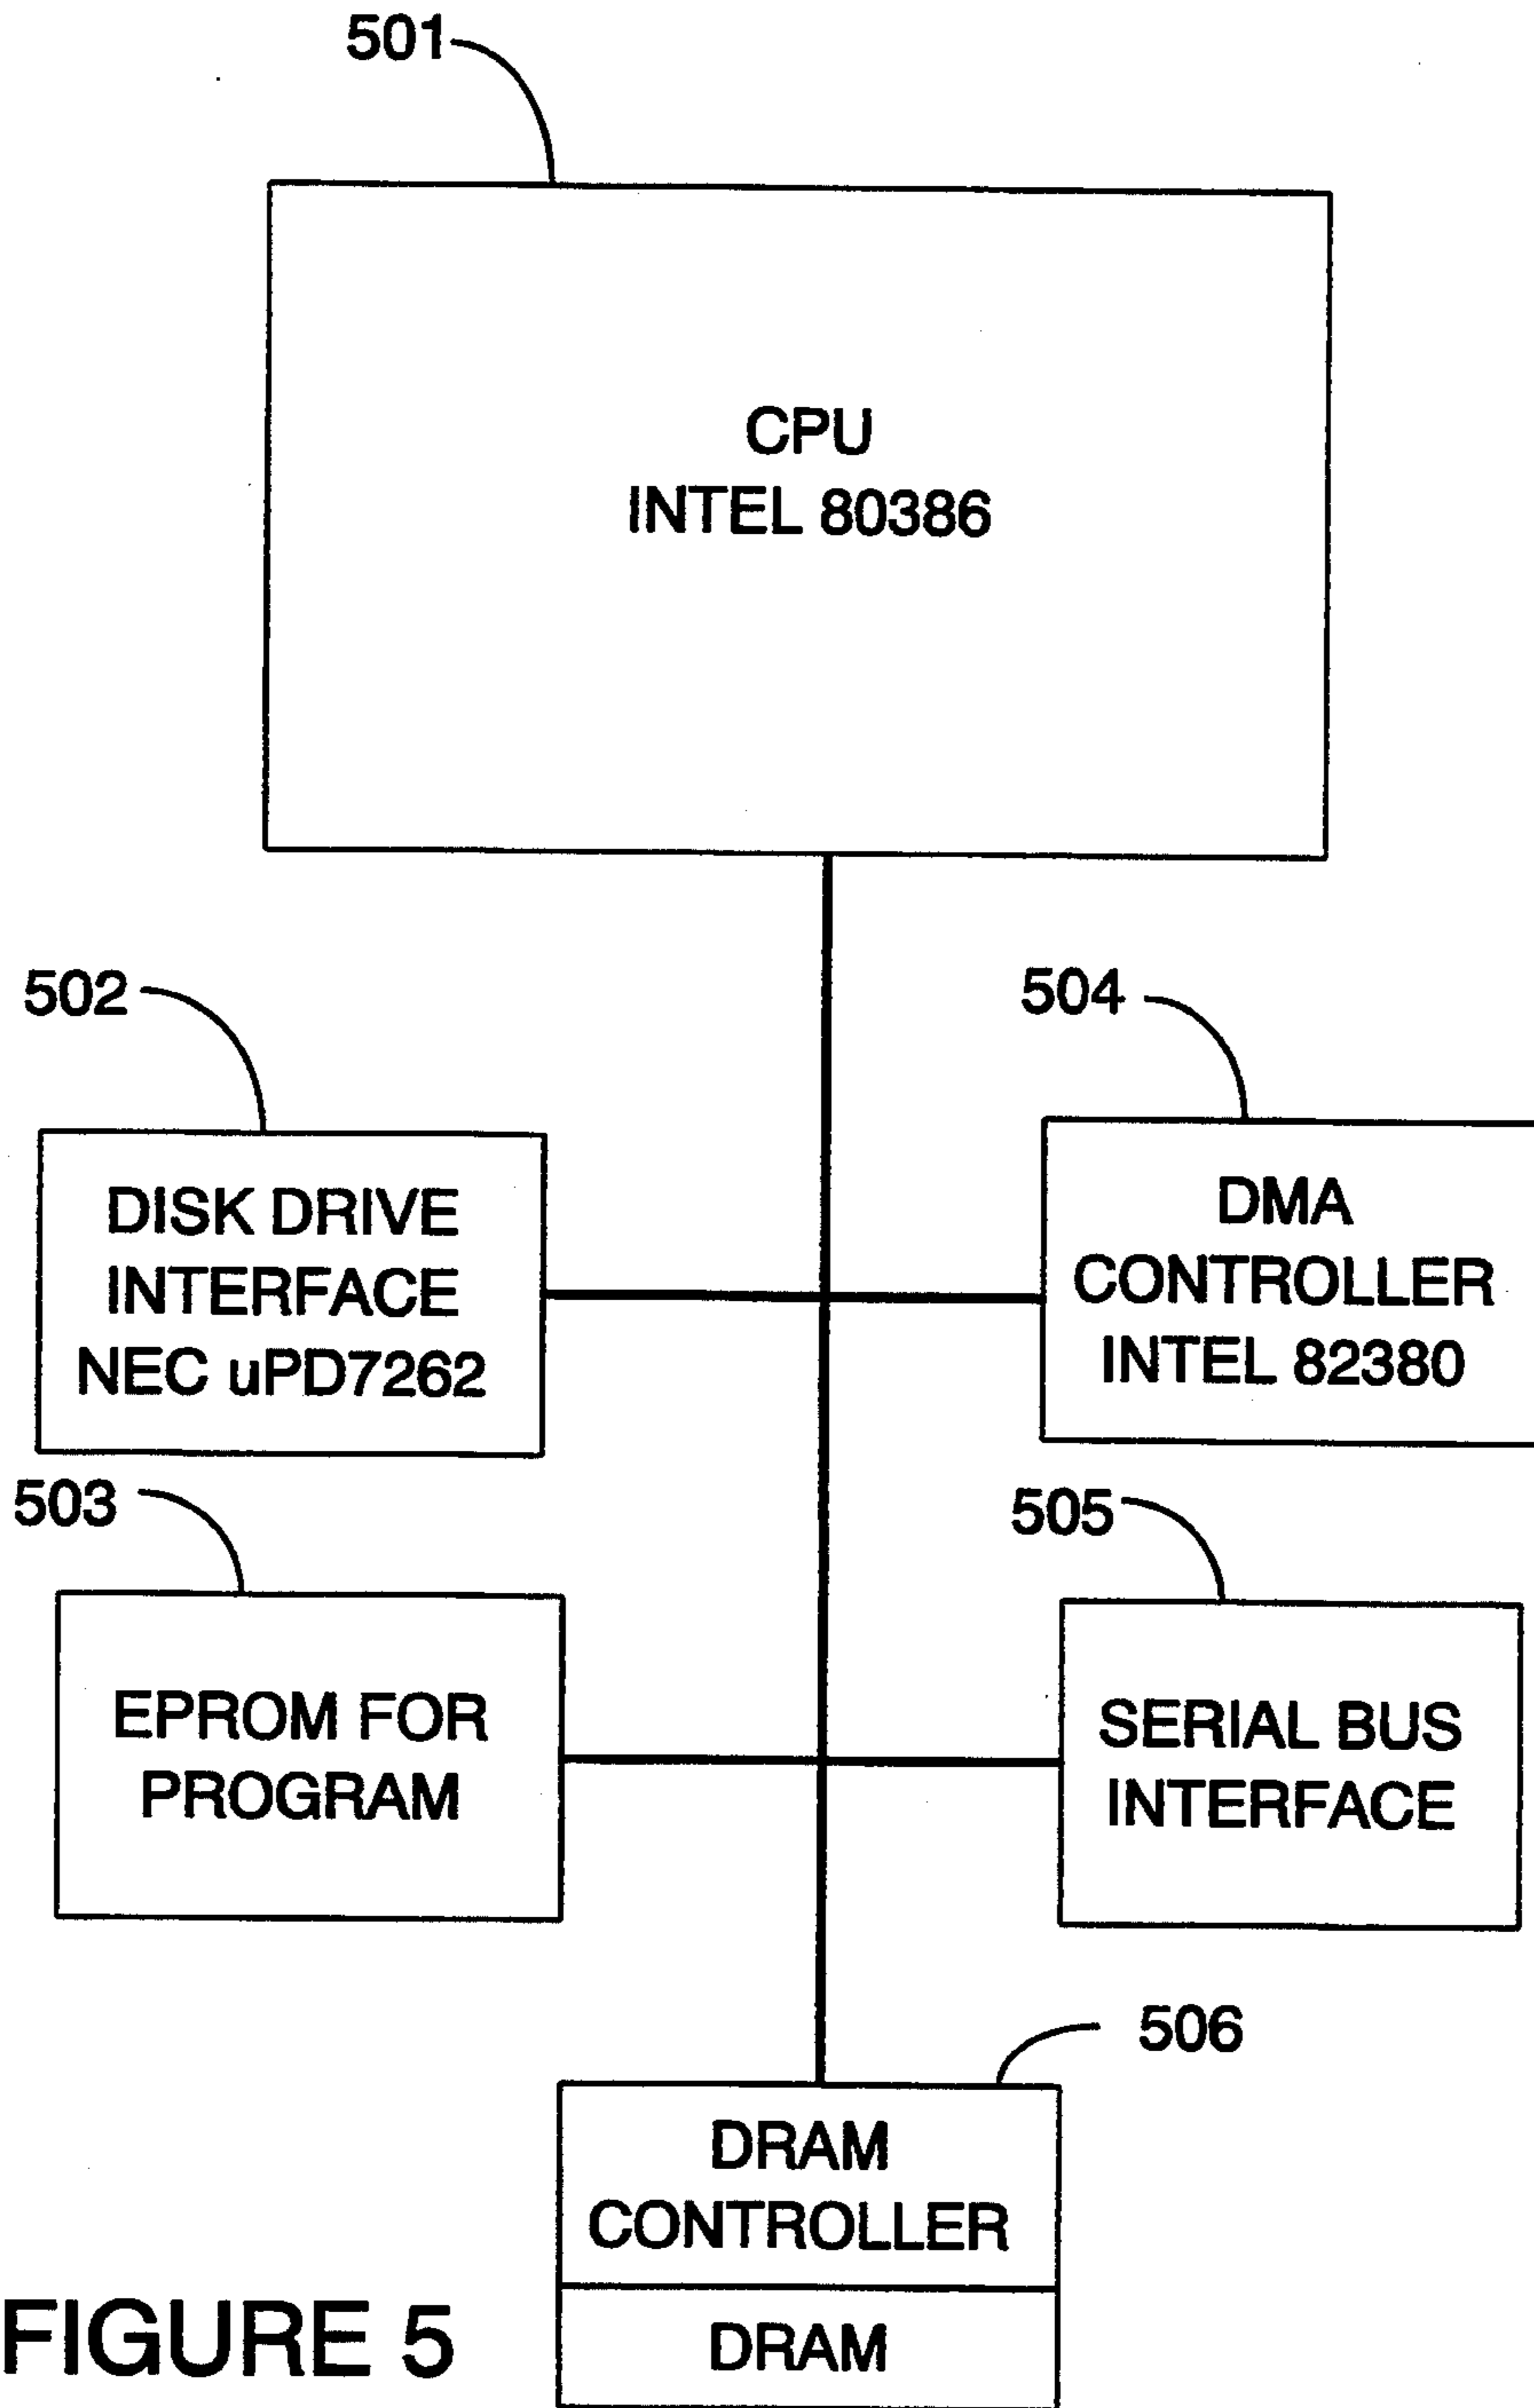 501
CPU
INTEL 80386
502
504
DISK DRIVE
INTERFACE
NEC uPD7262
DMA
CONTROLLER
INTEL 82380
503
505
EPROM FOR
PROGRAM
SERIAL BUS
INTERFACE
506
DRAM
CONTROLLER
DRAM
FIGURE 5